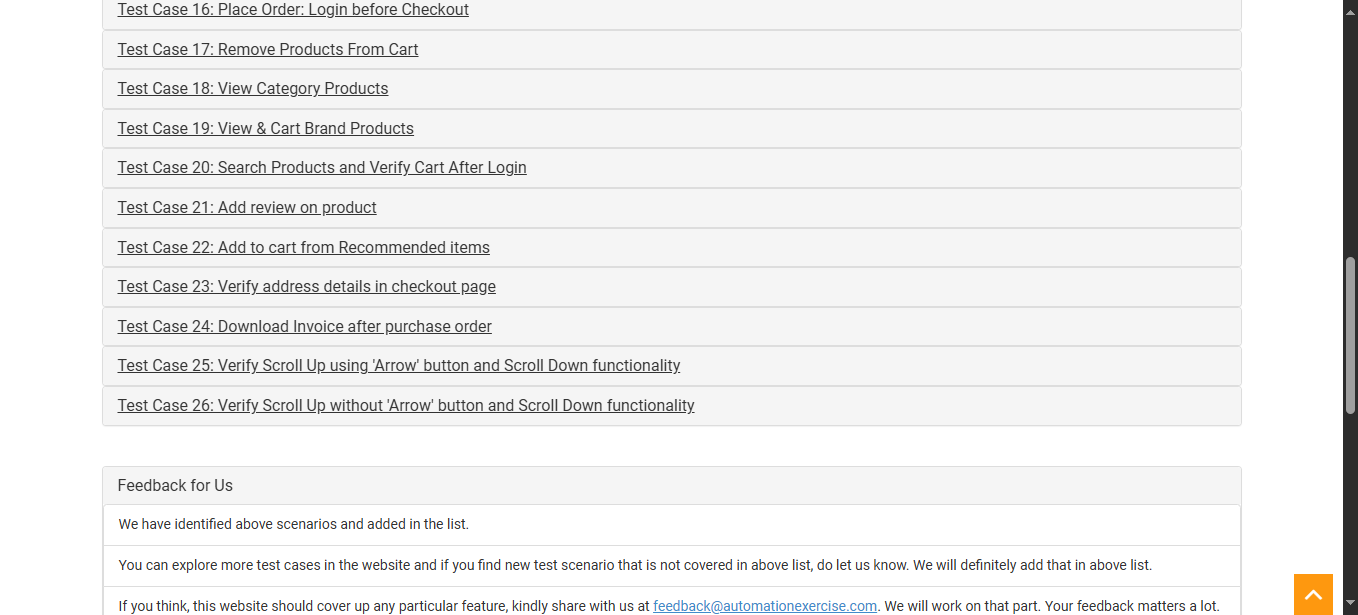 Test Case 16: Place Order: Login before Checkout
Test Case 17: Remove Products From Cart
Test Case 18: View Category Products
Test Case 19: View & Cart Brand Products
Test Case 20: Search Products and Verify Cart After Login
Test Case 21: Add review on product
Test Case 22: Add to cart from Recommended items
Test Case 23: Verify address details in checkout page
Test Case 24: Download Invoice after purchase order
Test Case 25: Verify Scroll Up using 'Arrow' button and Scroll Down functionality
Test Case 26: Verify Scroll Up without 'Arrow' button and Scroll Down functionality
Feedback for Us
We have identified above scenarios and added in the list.
You can explore more test cases in the website and if you find new test scenario that is not covered in above list, do let us know. We will definitely add that in above list.
If you think, this website should cover up any particular feature, kindly share with us at feedback@automationexercise.com. We will work on that part. Your feedback matters a lot.